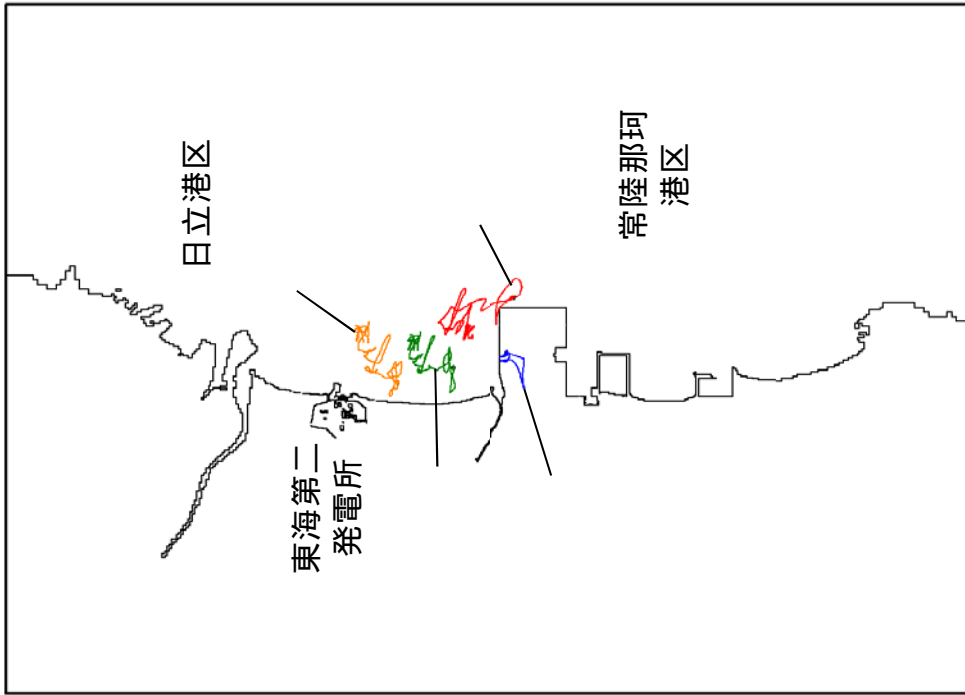 日立港区
東海第二
発電所
常陸那珂
港区